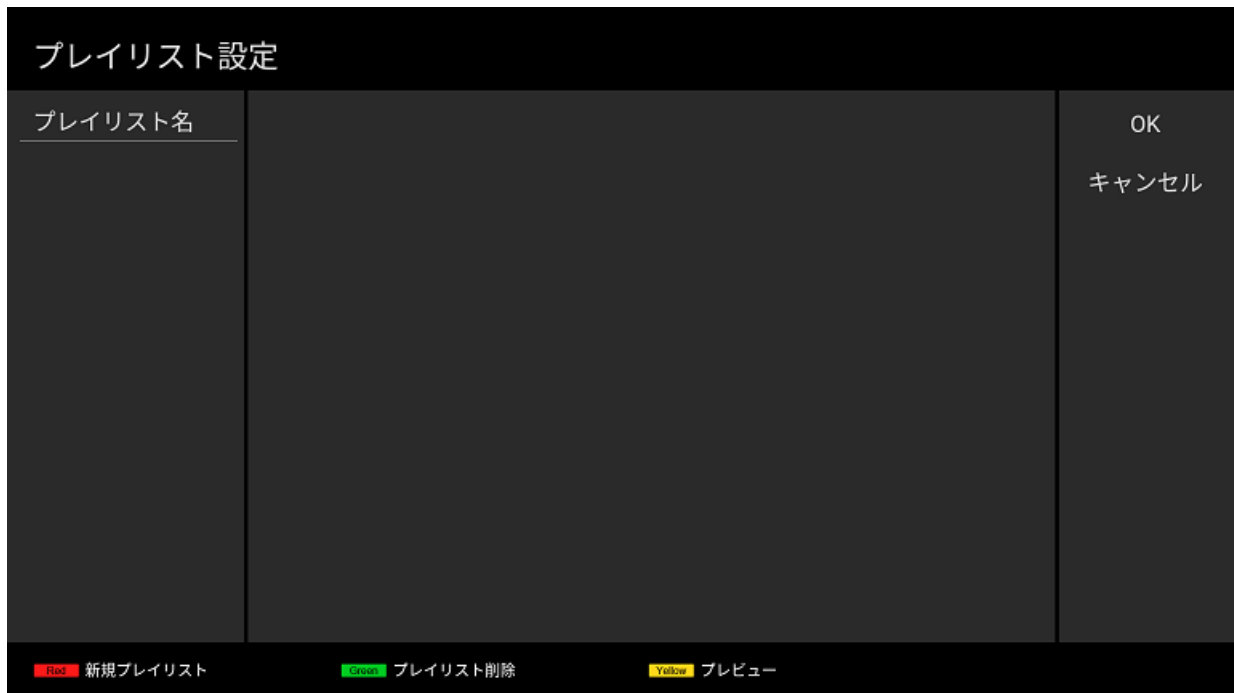 プレイリスト設定
プレイリスト名
OK
キャンセル
Red 新規プレイリスト
Green プレイリスト削除
Yellow プレビュー